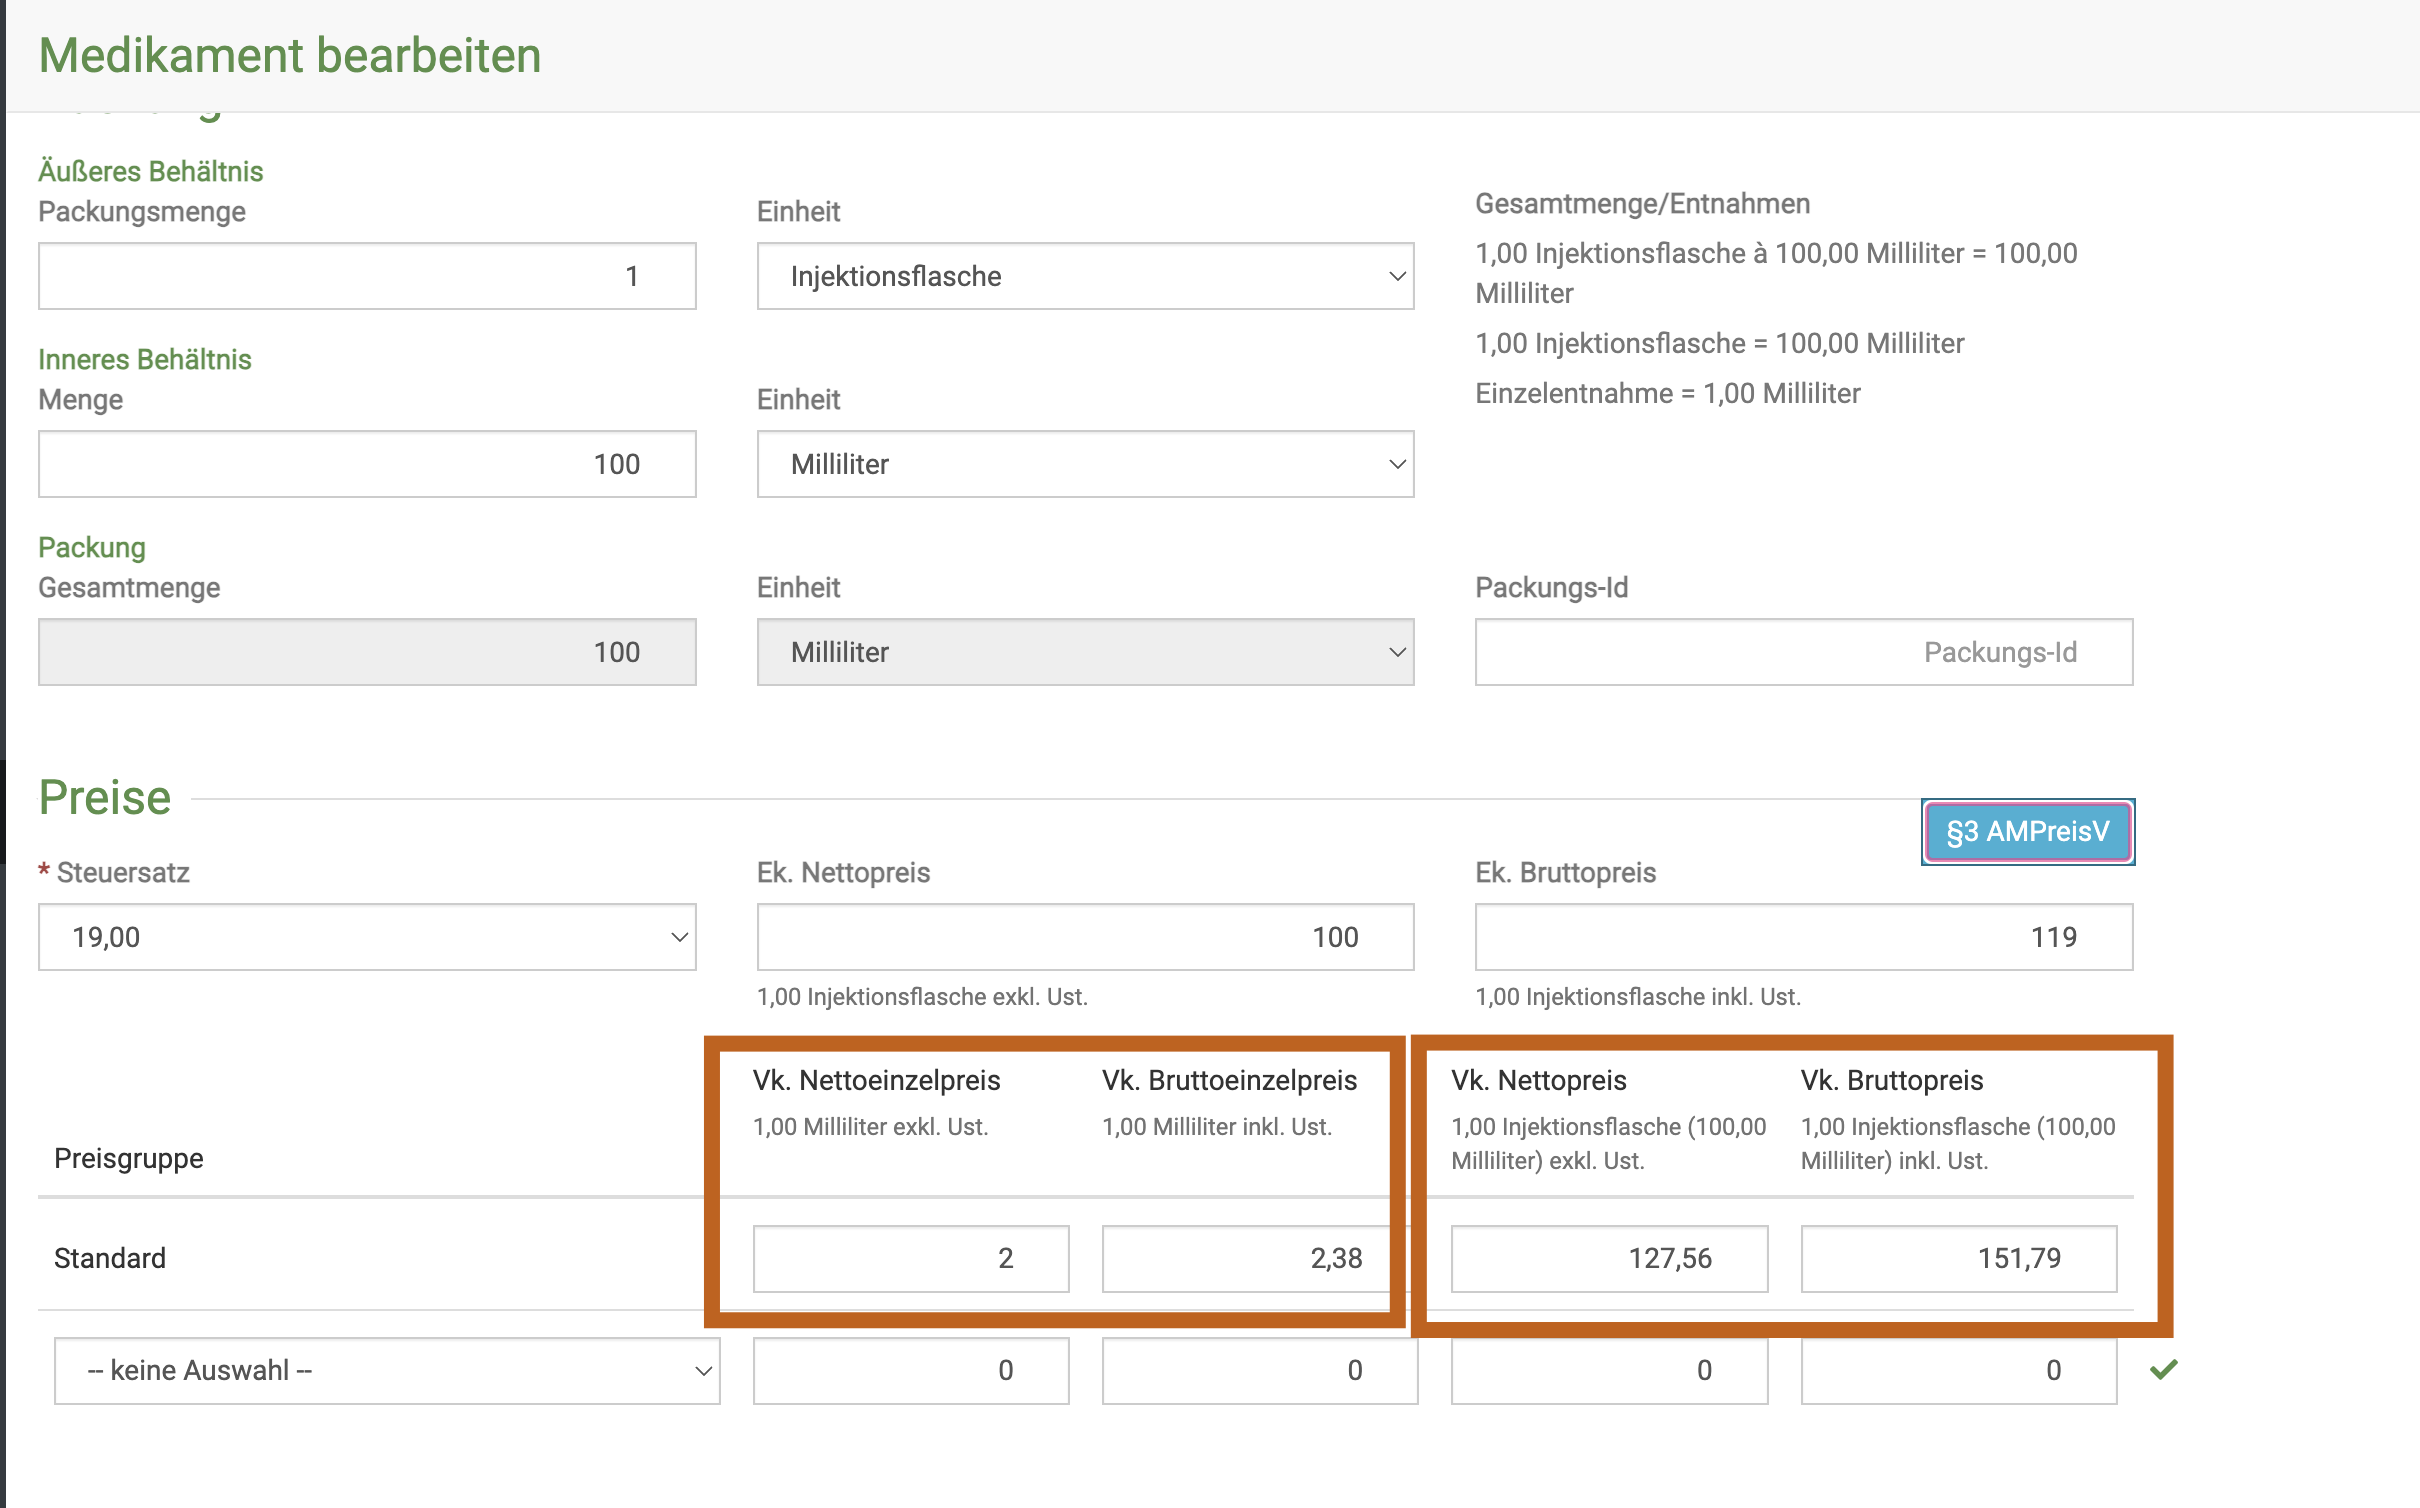 Medikament bearbeiten
Äußeres Behältnis
Packungsmenge
Einheit
Gesamtmenge/Entnahmen
1
Injektionsflasche
1,00 Injektionsflasche à 100,00 Milliliter = 100,00
Milliliter
1,00 Injektionsflasche = 100,00 Milliliter
Einzelentnahme = 1,00 Milliliter
Inneres Behältnis
Menge
Einheit
100
Milliliter
Packung
Gesamtmenge
Einheit
Packungs-Id
100
Milliliter
Packungs-Id
Preise
§3 AMPreisV
* Steuersatz
Ek. Nettopreis
Ek. Bruttopreis
19,00
100
119
1,00 Injektionsflasche exkl. Ust.
1,00 Injektionsflasche inkl. Ust.
Preisgruppe
Vk. Nettoeinzelpreis
1,00 Milliliter exkl. Ust.
Vk. Bruttoeinzelpreis
1,00 Milliliter inkl. Ust.
Vk. Nettopreis
1,00 Injektionsflasche (100,00
Milliliter) exkl. Ust.
Vk. Bruttopreis
1,00 Injektionsflasche (100,00
Milliliter) inkl. Ust.
Standard
2
2,38
127,56
151,79
-- keine Auswahl --
0
0
0
0